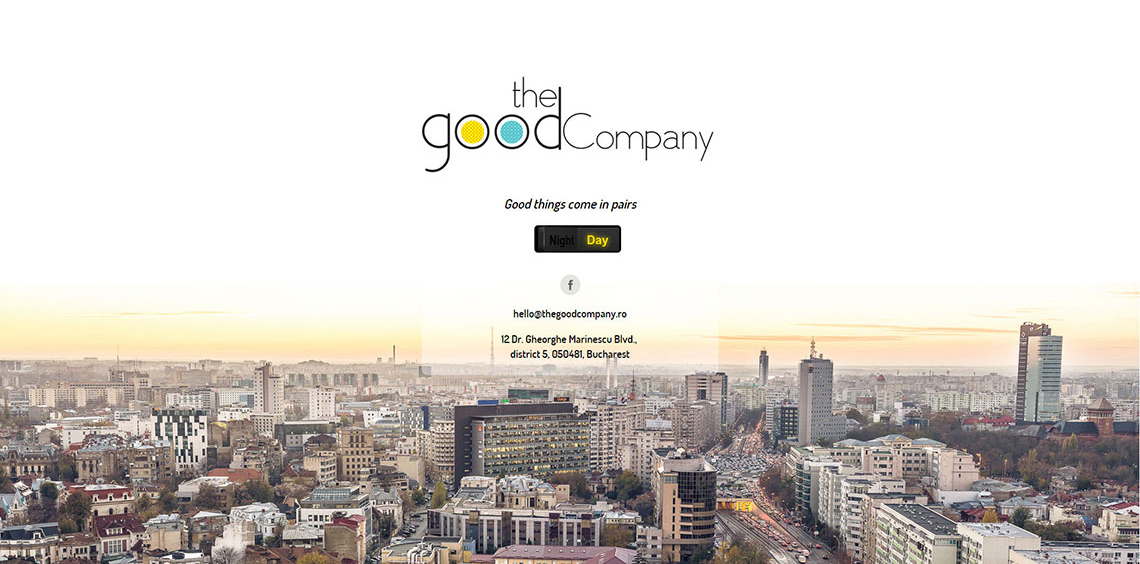 the
good Company
Good things come in pairs
Night Day
f
hello@thegoodcompany.ro
12 Dr. Gheorghe Marinescu Blvd.,
district 5, 050481, Bucharest